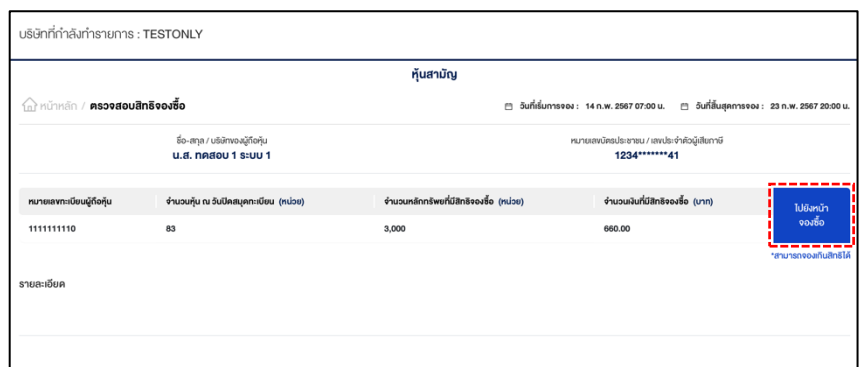 บริษัทที่กำลังทำรายการ : TESTONLY
หุ้นสามัญ
หน้าหลัก / ตรวจสอบสิทธิจองซื้อ
วันที่เริ่มการจอง : 14 ก.พ. 2567 07:00 น. วันที่สิ้นสุดการจอง : 23 ก.พ. 2567 20:00 น.
ชื่อ-สกุล / บริษัทของผู้ถือหุ้น หมายเลขบัตรประชาชน / เลขประจำตัวผู้เสียภาษี
น.ส. ทดสอบ 1 ระบบ 1 1234*******41
หมายเลขทะเบียนผู้ถือหุ้น จำนวนหุ้น ณ วันปิดสมุดทะเบียน (หน่วย) จำนวนหลักทรัพย์ที่มีสิทธิจองซื้อ (หน่วย) จำนวนเงินที่มีสิทธิจองซื้อ (บาท)
1111111110 83 3,000 660.00
ไปยังหน้า
จองซื้อ
*สามารถจองเกินสิทธิได้
รายละเอียด